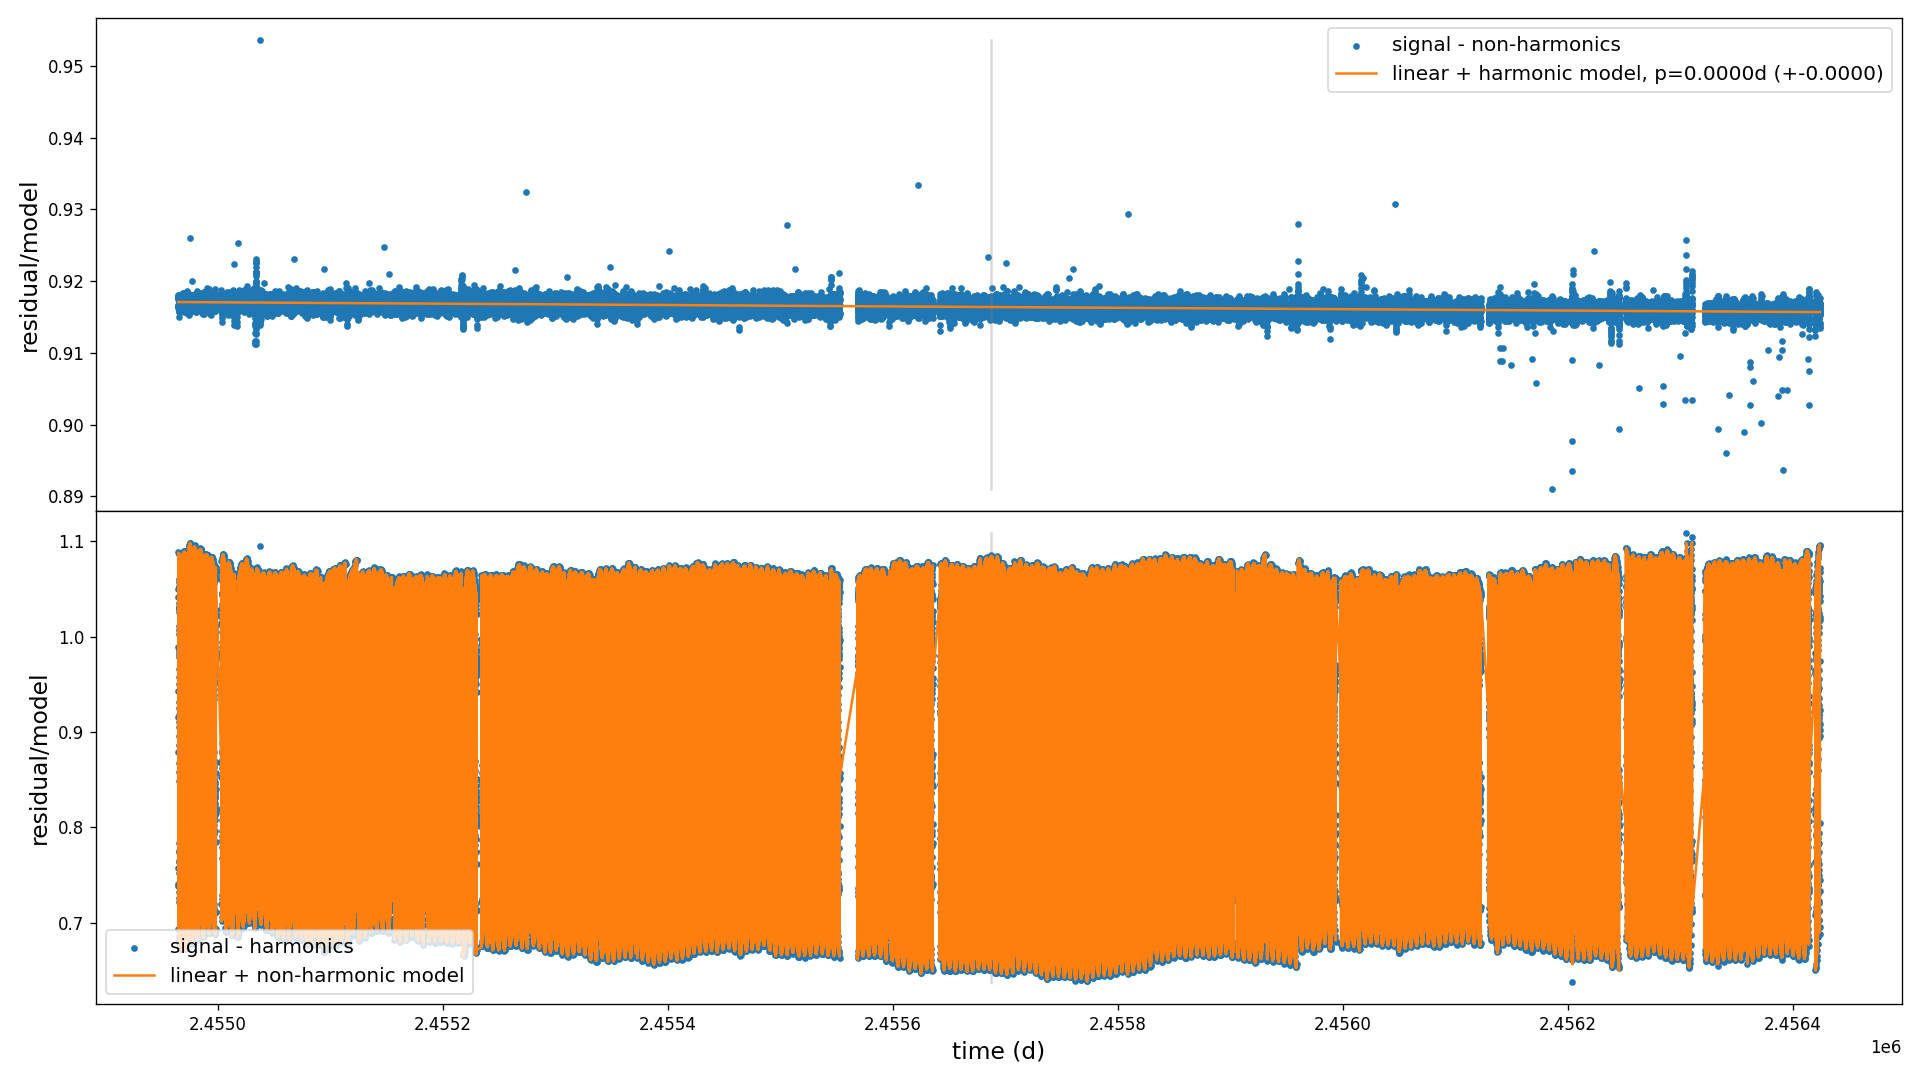 signal - non-harmonics
linear + harmonic model, p=0.0000d (+-0.0000)
residual/model
0.95
0.94
0.93
0.92
0.91
0.90
0.89
residual/model
1.1
1.0
0.9
0.8
0.7
signal - harmonics
linear + non-harmonic model
2.4550 2.4552 2.4554 2.4556 2.4558 2.4560 2.4562 2.4564
time (d)
1e6